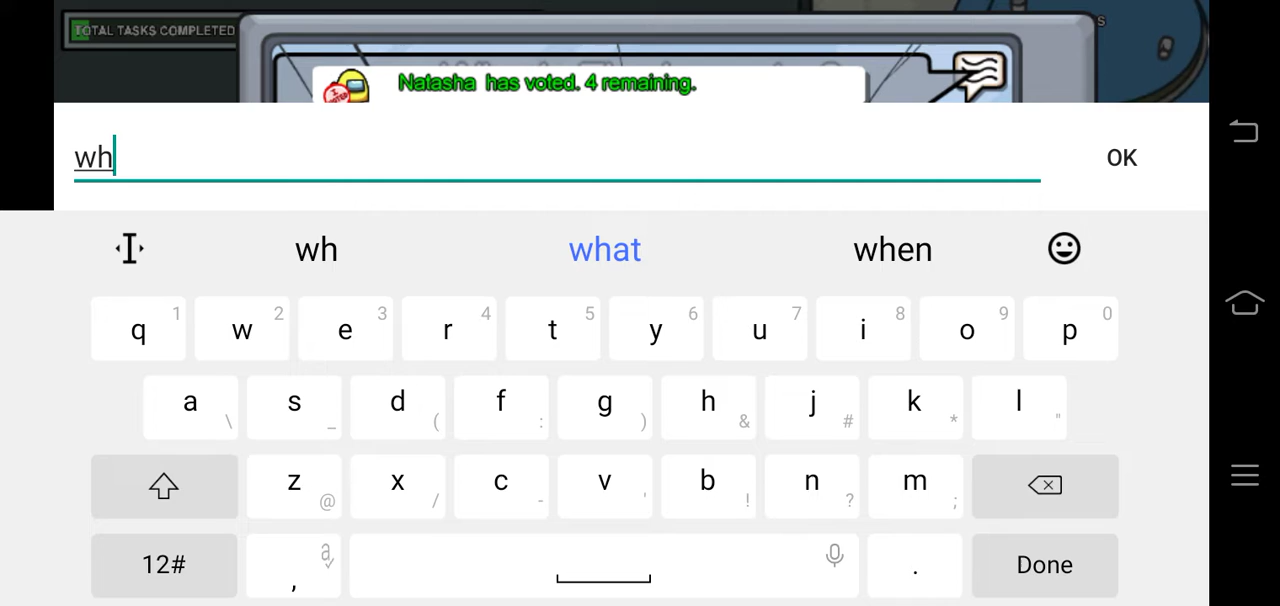 TOTAL TASKS COMPLETED
S
Natasha has voted. 4 remaining.
wh
OK
wh what when
1 2 3 4 5 6 7 8 9 0
q w e r t y u i o p
a s d f g h j k l
\ _ ( : ) & # * "
z x c v b n m
@ / - ' ! ? ;
12# , . Done